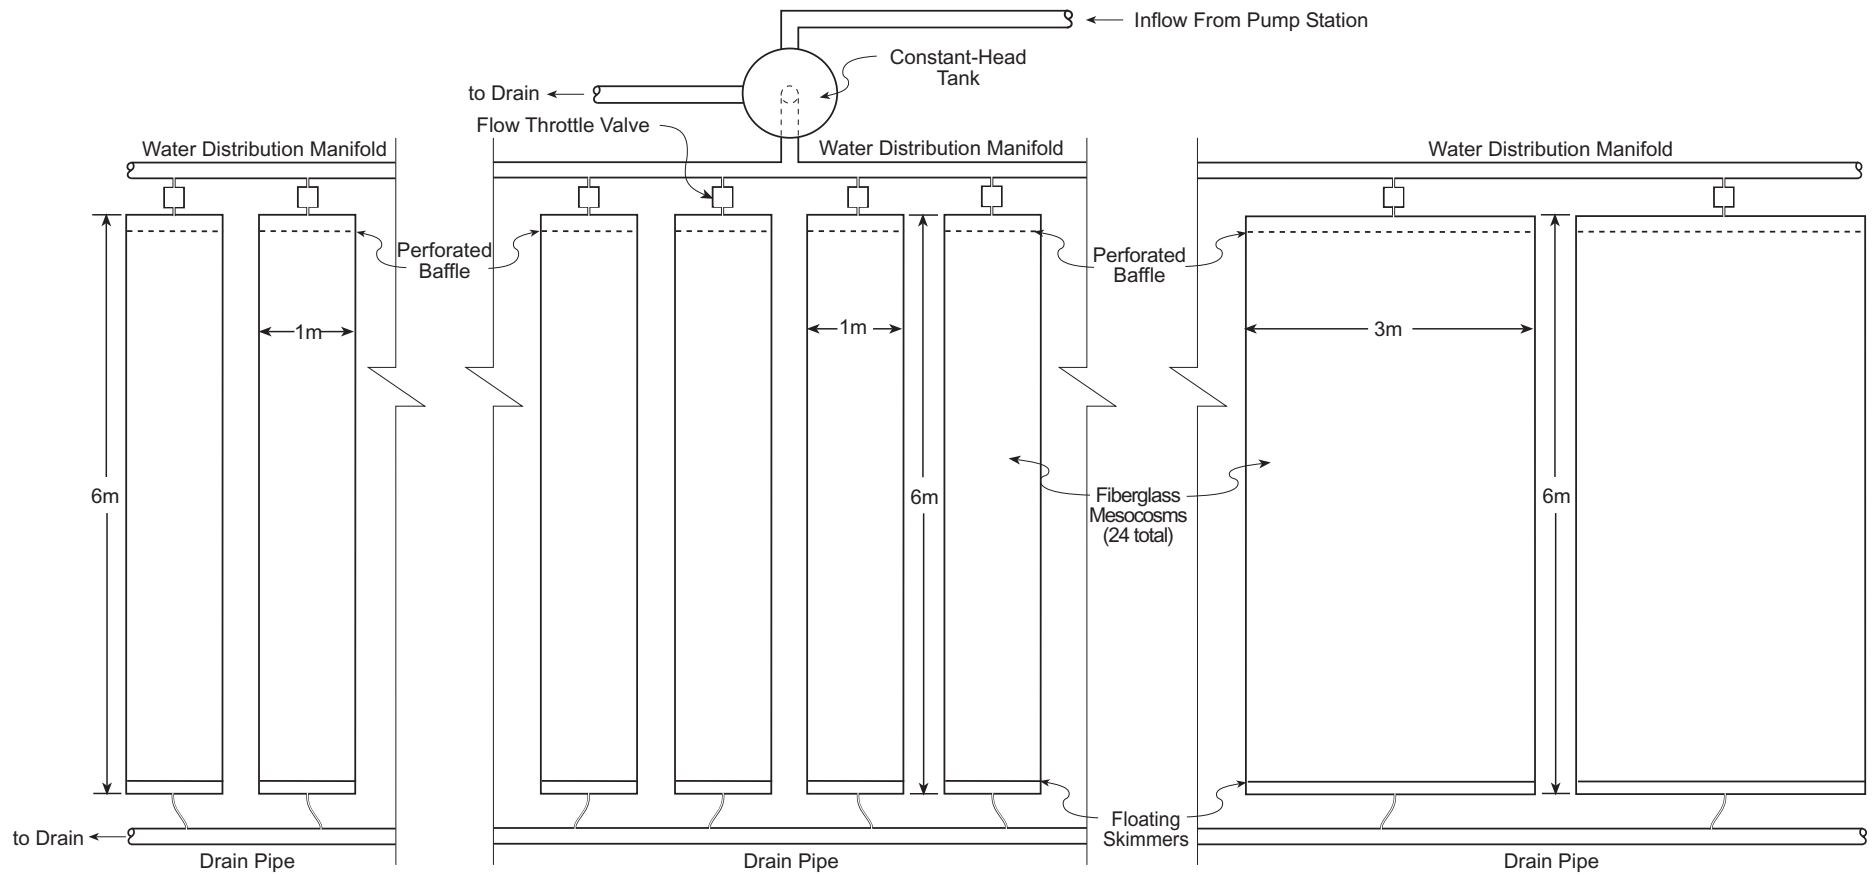 Inflow From Pump Station
Constant-Head
Tank
to Drain
Flow Throttle Valve
Water Distribution Manifold
Water Distribution Manifold
Water Distribution Manifold
Perforated
Baffle
Perforated
Baffle
1m
1m
3m
6m
6m
6m
Fiberglass
Mesocosms
(24 total)
Floating
Skimmers
to Drain
Drain Pipe
Drain Pipe
Drain Pipe